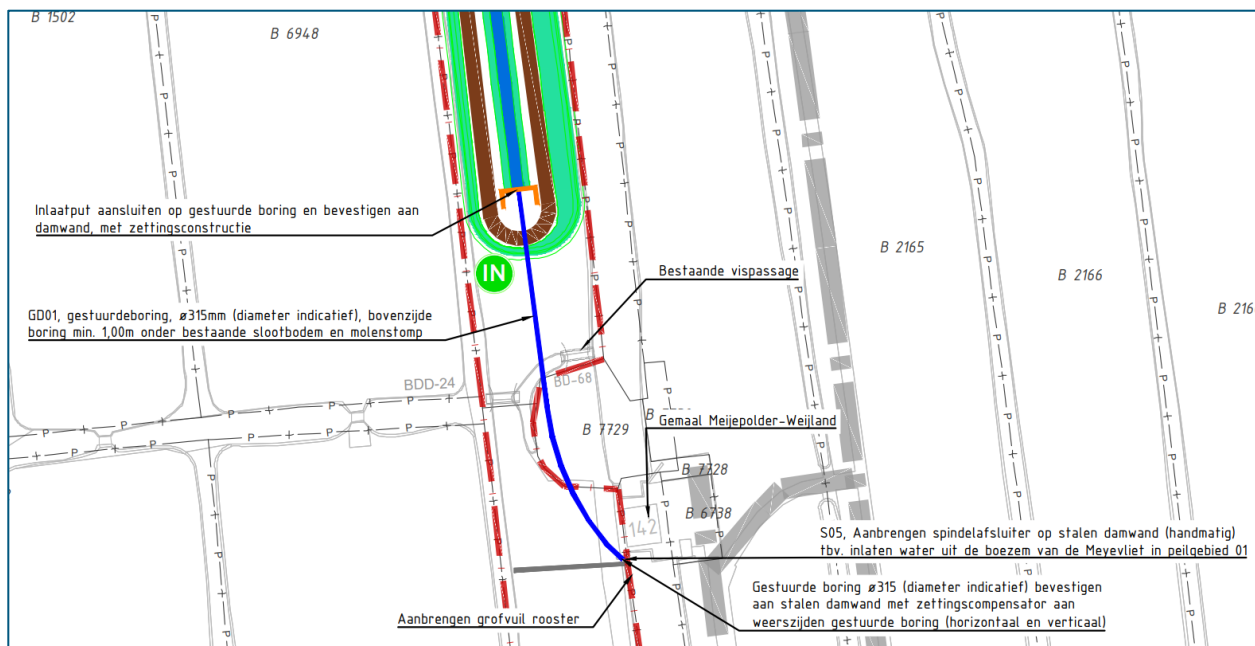 B 1502
B 6948
Inlaatput aansluiten op gestuurde boring en bevestigen aan
damwand, met zettingsconstructie
IN
Bestaande vispassage
B 2165
B 2166
B 216
GD01, gestuurdeboring, ø315mm (diameter indicatief), bovenzijde
boring min. 1,00m onder bestaande slootbodem en molenstomp
BDD-24
BD-68
B 7729
B
Gemaal Meijepolder-Weijland
B 7728
B 6738
142
S05, Aanbrengen spindelafsluiter op stalen damwand (handmatig)
tbv. inlaten water uit de boezem van de Meyevliet in peilgebied 01
Gestuurde boring ø315 (diameter indicatief) bevestigen
aan stalen damwand met zettingscompensator aan
weerszijden gestuurde boring (horizontaal en verticaal)
Aanbrengen grofvuil rooster